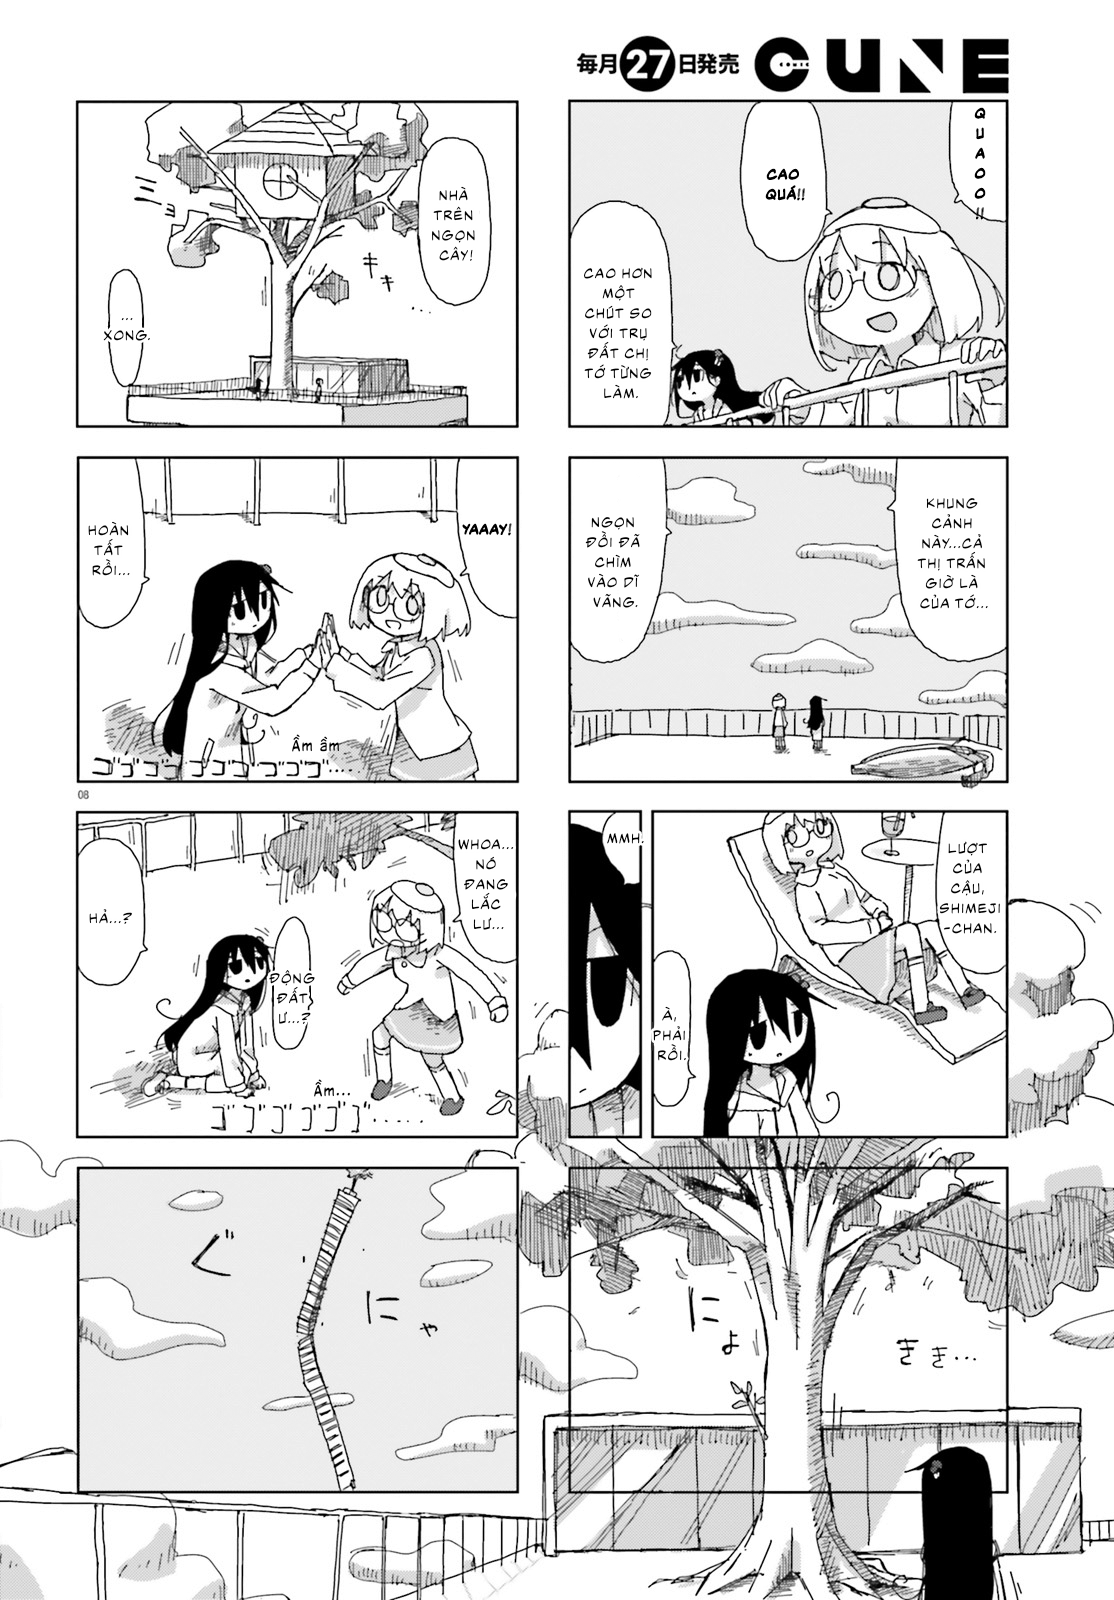 毎月27日発売 COMIC CUNE
QUAOO!!
CAO
QUÁ!!
CAO HƠN
MỘT
CHÚT SO
VỚI TRỤ
ĐẤT CHỊ
TỚ TỪNG
LÀM.
KHUNG
CẢNH
NÀY...CẢ
THỊ TRẤN
GIỜ LÀ
CỦA TỚ...
NGỌN
ĐỒI ĐÃ
CHÌM
VÀO DĨ
VÃNG.
LƯỢT
CỦA
CẬU,
SHIMEJI
-CHAN.
À,
PHẢI
RỒI.
MMH.
きき...
にょ
NHÀ
TRÊN
NGỌN
CÂY!
キキ
...
XONG.
YAAAY!
HOÀN
TẤT
RỒI...
Ầm ầm
ゴゴゴゴゴゴゴゴゴ....
08
WHOA...
NÓ
ĐANG
LẮC
LƯ...
ĐỘNG
ĐẤT
Ư...?
HẢ...?
Ầm...
ゴゴゴゴゴゴ.....
にゃ
ぐ